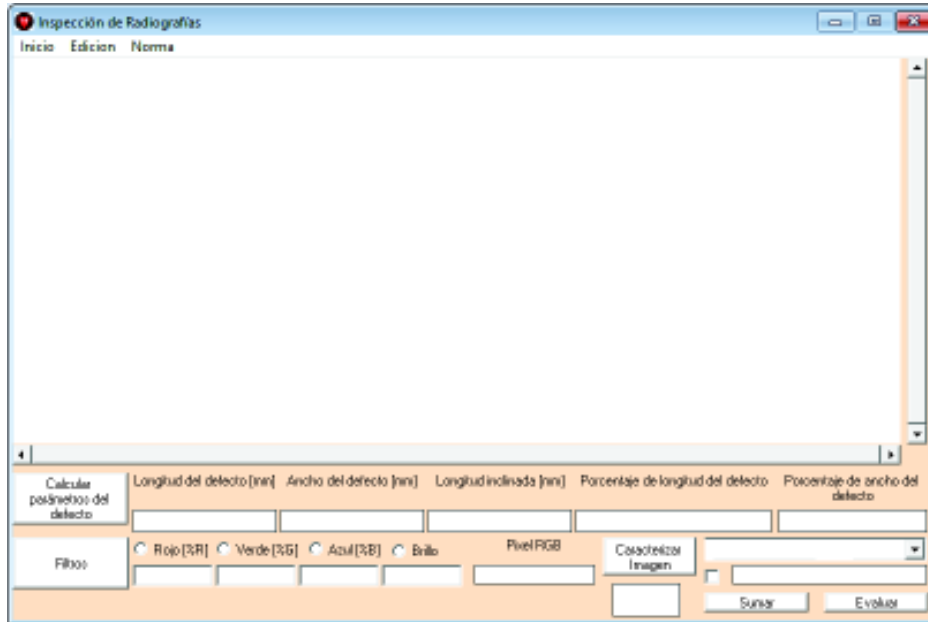 Inspección de Radiografías
Inicio Edicion Norma
Calcular parámetros del defecto
Longitud del defecto [mm] Ancho del defecto [mm] Longitud inclinada [mm] Porcentaje de longitud del defecto Porcentaje de ancho del defecto
Filtros
Rojo [%R] Verde [%G] Azul [%B] Brillo Pixel RGB
Caracterizar Imagen
Sumar Evaluar